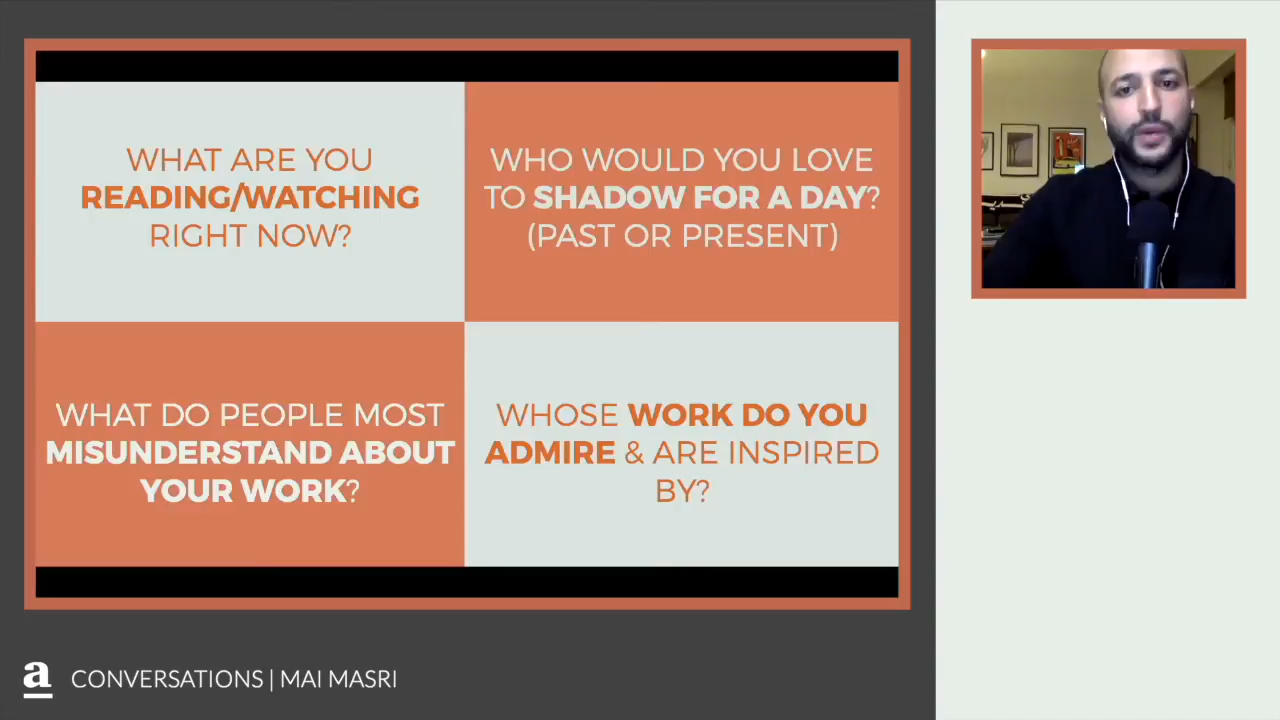 WHAT ARE YOU
READING/WATCHING
RIGHT NOW?
WHO WOULD YOU LOVE
TO SHADOW FOR A DAY?
(PAST OR PRESENT)
WHAT DO PEOPLE MOST
MISUNDERSTAND ABOUT
YOUR WORK?
WHOSE WORK DO YOU
ADMIRE & ARE INSPIRED
BY?
a
CONVERSATIONS | MAI MASRI